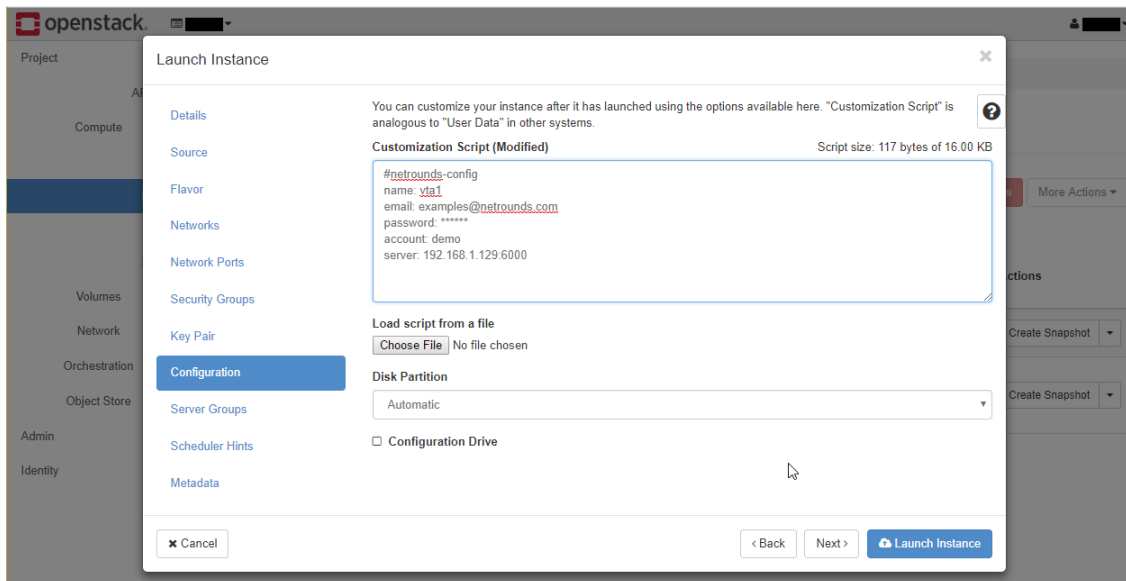 openstack.
Project
AF
Compute
Volumes
Network
Orchestration
Object Store
Admin
Identity
Launch Instance
×
Details
Source
Flavor
Networks
Network Ports
Security Groups
Key Pair
Configuration
Server Groups
Scheduler Hints
Metadata
You can customize your instance after it has launched using the options available here. "Customization Script" is
analogous to "User Data" in other systems.
?
Customization Script (Modified) Script size: 117 bytes of 16.00 KB
#netrounds-config
name: vta1
email: examples@netrounds.com
password: ******
account: demo
server: 192.168.1.129:6000
Load script from a file
Choose File No file chosen
Disk Partition
Automatic
Configuration Drive
× Cancel
< Back
Next >
Launch Instance
s
More Actions
ctions
Create Snapshot
Create Snapshot